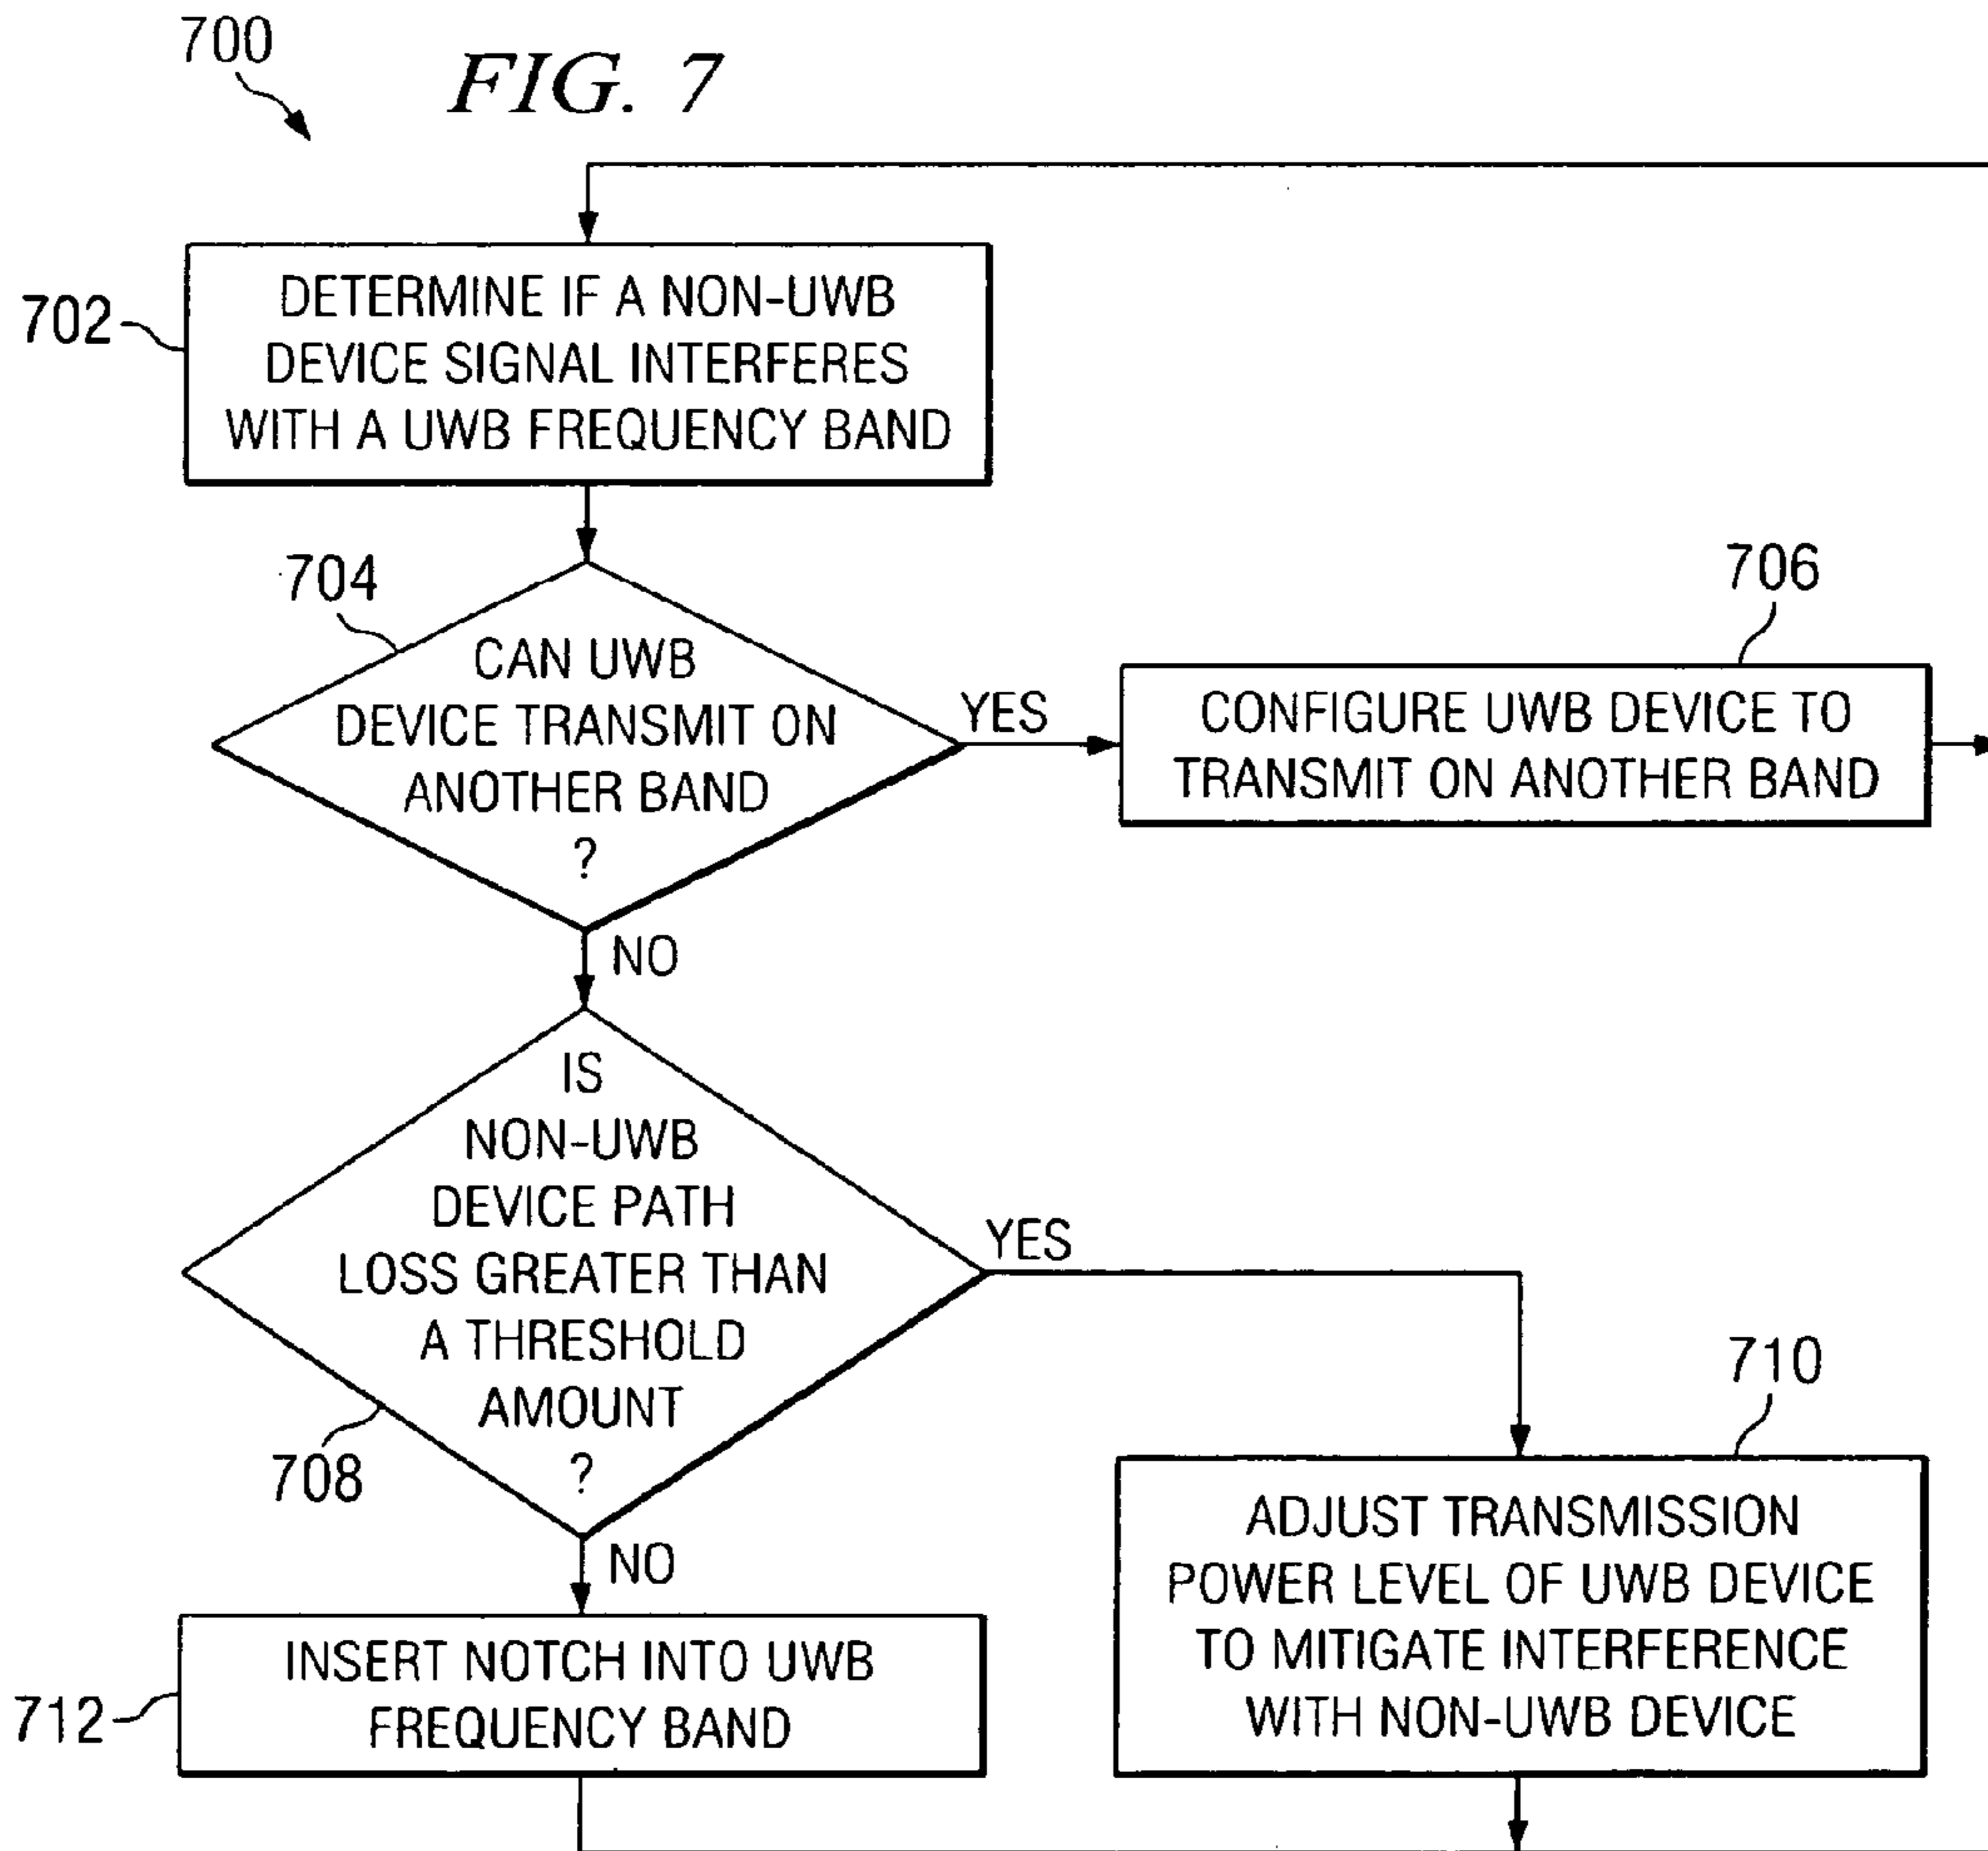 700
FIG. 7
702
DETERMINE IF A NON-UWB
DEVICE SIGNAL INTERFERES
WITH A UWB FREQUENCY BAND
704
CAN UWB
DEVICE TRANSMIT ON
ANOTHER BAND
?
YES
706
CONFIGURE UWB DEVICE TO
TRANSMIT ON ANOTHER BAND
NO
IS
NON-UWB
DEVICE PATH
LOSS GREATER THAN
A THRESHOLD
AMOUNT
?
708
YES
710
ADJUST TRANSMISSION
POWER LEVEL OF UWB DEVICE
TO MITIGATE INTERFERENCE
WITH NON-UWB DEVICE
NO
712
INSERT NOTCH INTO UWB
FREQUENCY BAND